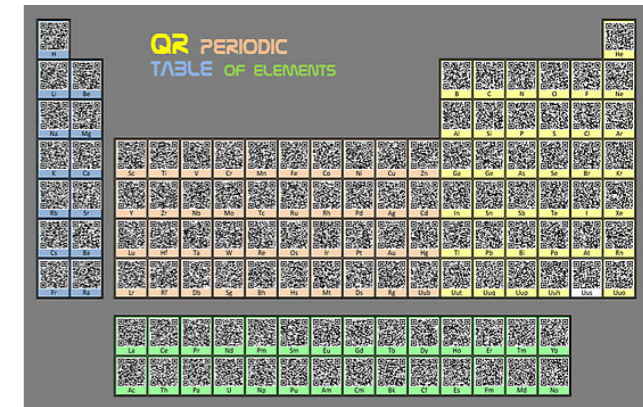 QR PERIODIC
TABLE OF ELEMENTS
H He
Li Be B C N O F Ne
Na Mg Al Si P S Cl Ar
K Ca Sc Ti V Cr Mn Fe Co Ni Cu Zn Ga Ge As Se Br Kr
Rb Sr Y Zr Nb Mo Tc Ru Rh Pd Ag Cd In Sn Sb Te I Xe
Cs Ba Lu Hf Ta W Re Os Ir Pt Au Hg Tl Pb Bi Po At Rn
Fr Ra Lr Rf Db Sg Bh Hs Mt Ds Rg Uub Uut Uuq Uup Uuh Uus Uuo
La Ce Pr Nd Pm Sm Eu Gd Tb Dy Ho Er Tm Yb
Ac Th Pa U Np Pu Am Cm Bk Cf Es Fm Md No